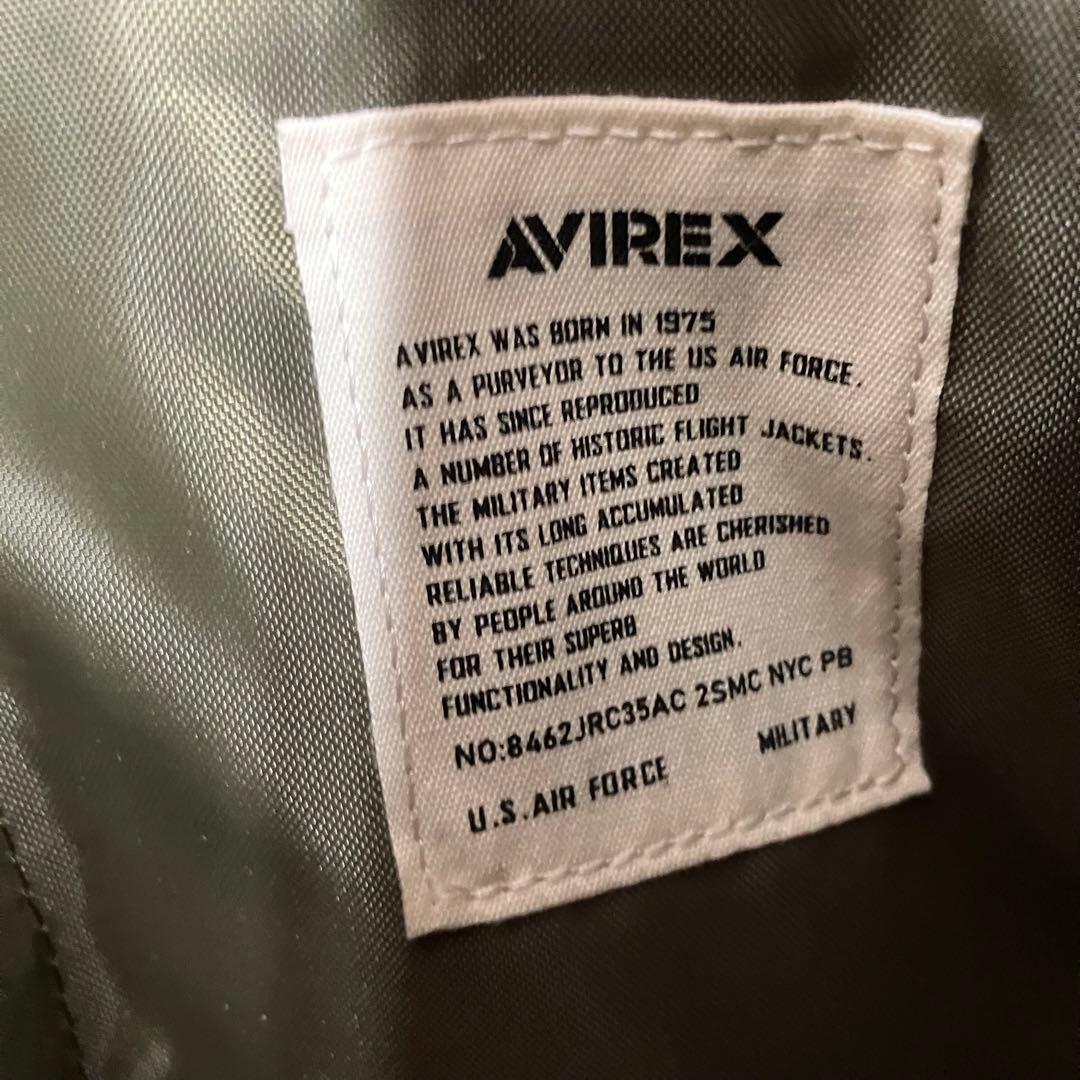 AVIREX
AVIREX WAS BORN IN 1975
AS A PURVEYOR TO THE US AIR FORCE.
IT HAS SINCE REPRODUCED
A NUMBER OF HISTORIC FLIGHT JACKETS.
THE MILITARY ITEMS CREATED
WITH ITS LONG ACCUMULATED
RELIABLE TECHNIQUES ARE CHERISHED
BY PEOPLE AROUND THE WORLD
FOR THEIR SUPERB
FUNCTIONALITY AND DESIGN.
NO:8462JRC35AC 2SMC NYC PB
U.S.AIR FORCE MILITARY